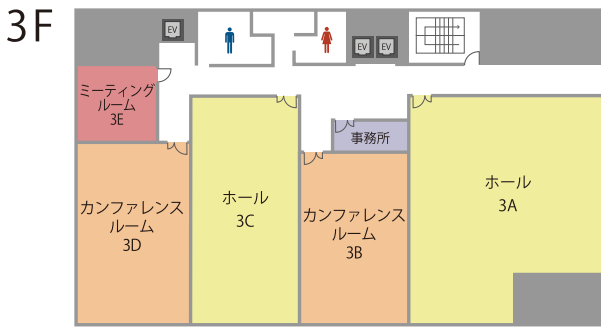 3F
EV
EV
EV
ミーティング
ルーム
3E
事務所
ホール
3A
ホール
3C
カンファレンス
ルーム
3D
カンファレンス
ルーム
3B